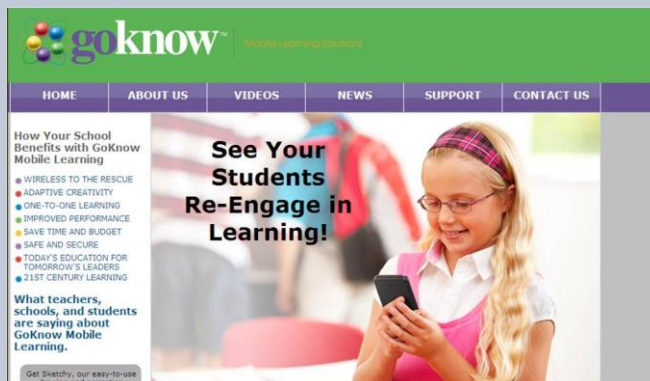 goknow™
Mobile Learning Solutions
HOME
ABOUT US
VIDEOS
NEWS
SUPPORT
CONTACT US
How Your School
Benefits with GoKnow
Mobile Learning
WIRELESS TO THE
RESCUE
ADAPTIVE CREATIVITY
ONE-TO-ONE LEARNING
IMPROVED PERFORMANCE
SAVE TIME AND BUDGET
SAFE AND SECURE
TODAY'S EDUCATION FOR
TOMORROW'S LEADERS
21ST CENTURY LEARNING
What teachers,
schools, and students
are saying about
GoKnow Mobile
Learning.
Get Sketchy, our easy-to-use
See Your
Students
Re-Engage in
Learning!